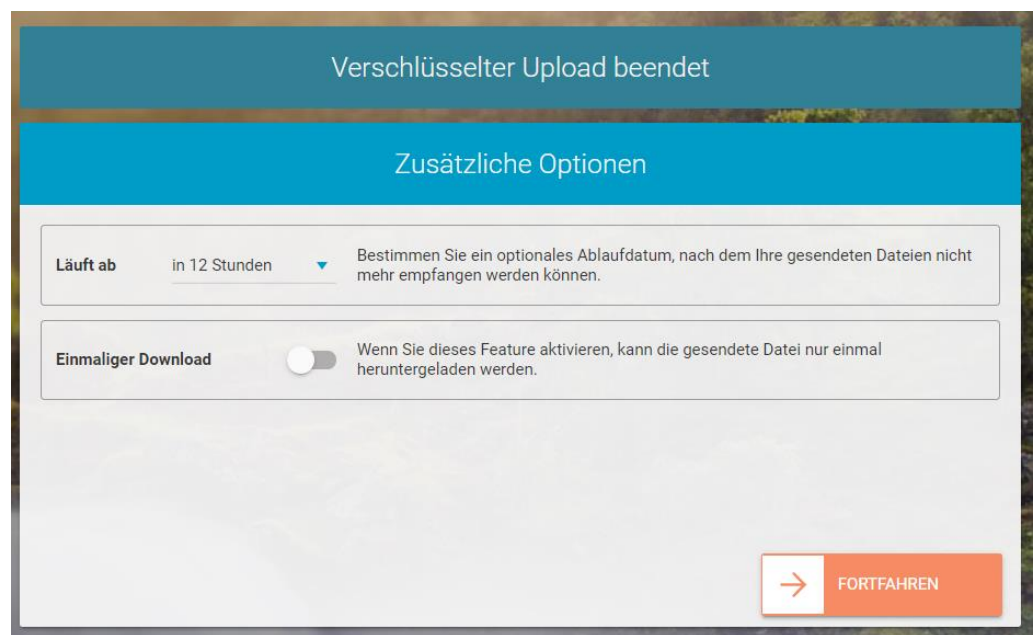 Verschlüsselter Upload beendet
Zusätzliche Optionen
Läuft ab
in 12 Stunden
Bestimmen Sie ein optionales Ablaufdatum, nach dem Ihre gesendeten Dateien nicht
mehr empfangen werden können.
Einmaliger Download
Wenn Sie dieses Feature aktivieren, kann die gesendete Datei nur einmal
heruntergeladen werden.
FORTFAHREN